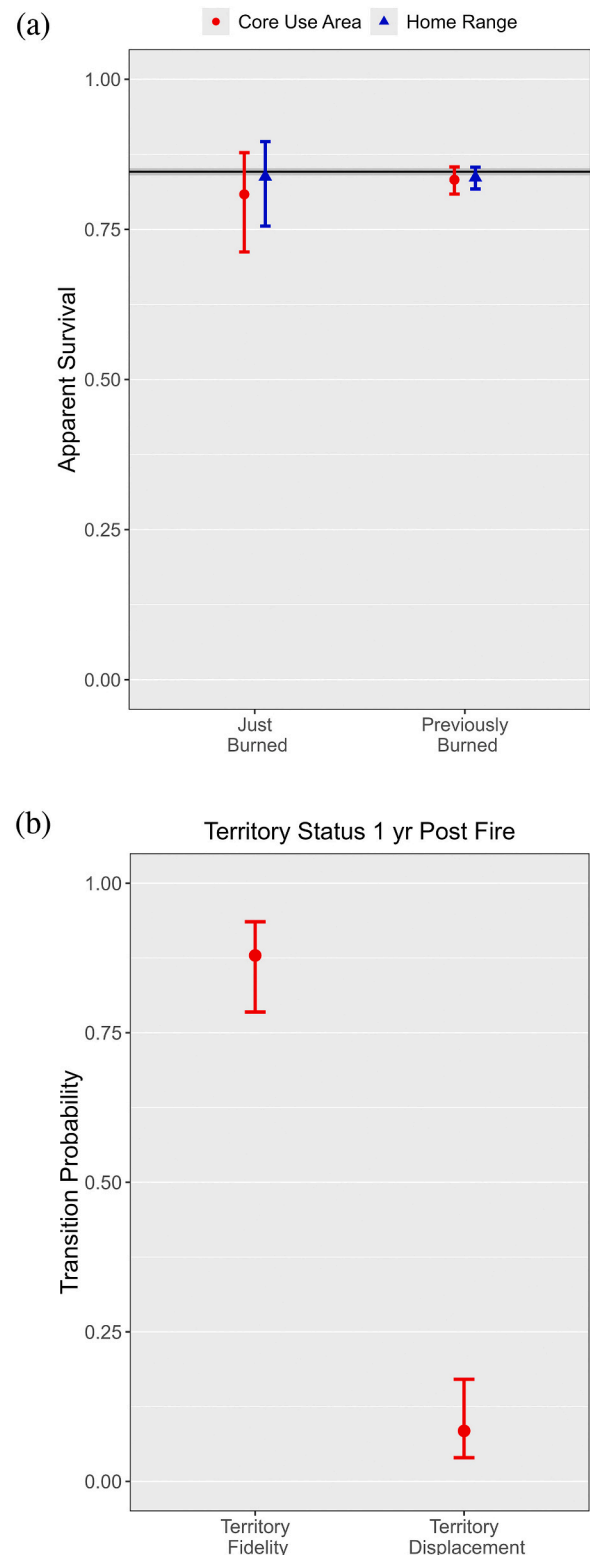 (a)
Core Use Area Home Range
1.00
0.75
0.50
0.25
0.00
Apparent Survival
Just
Burned
Previously
Burned
(b)
Territory Status 1 yr Post Fire
1.00
0.75
0.50
0.25
0.00
Transition Probability
Territory
Fidelity
Territory
Displacement